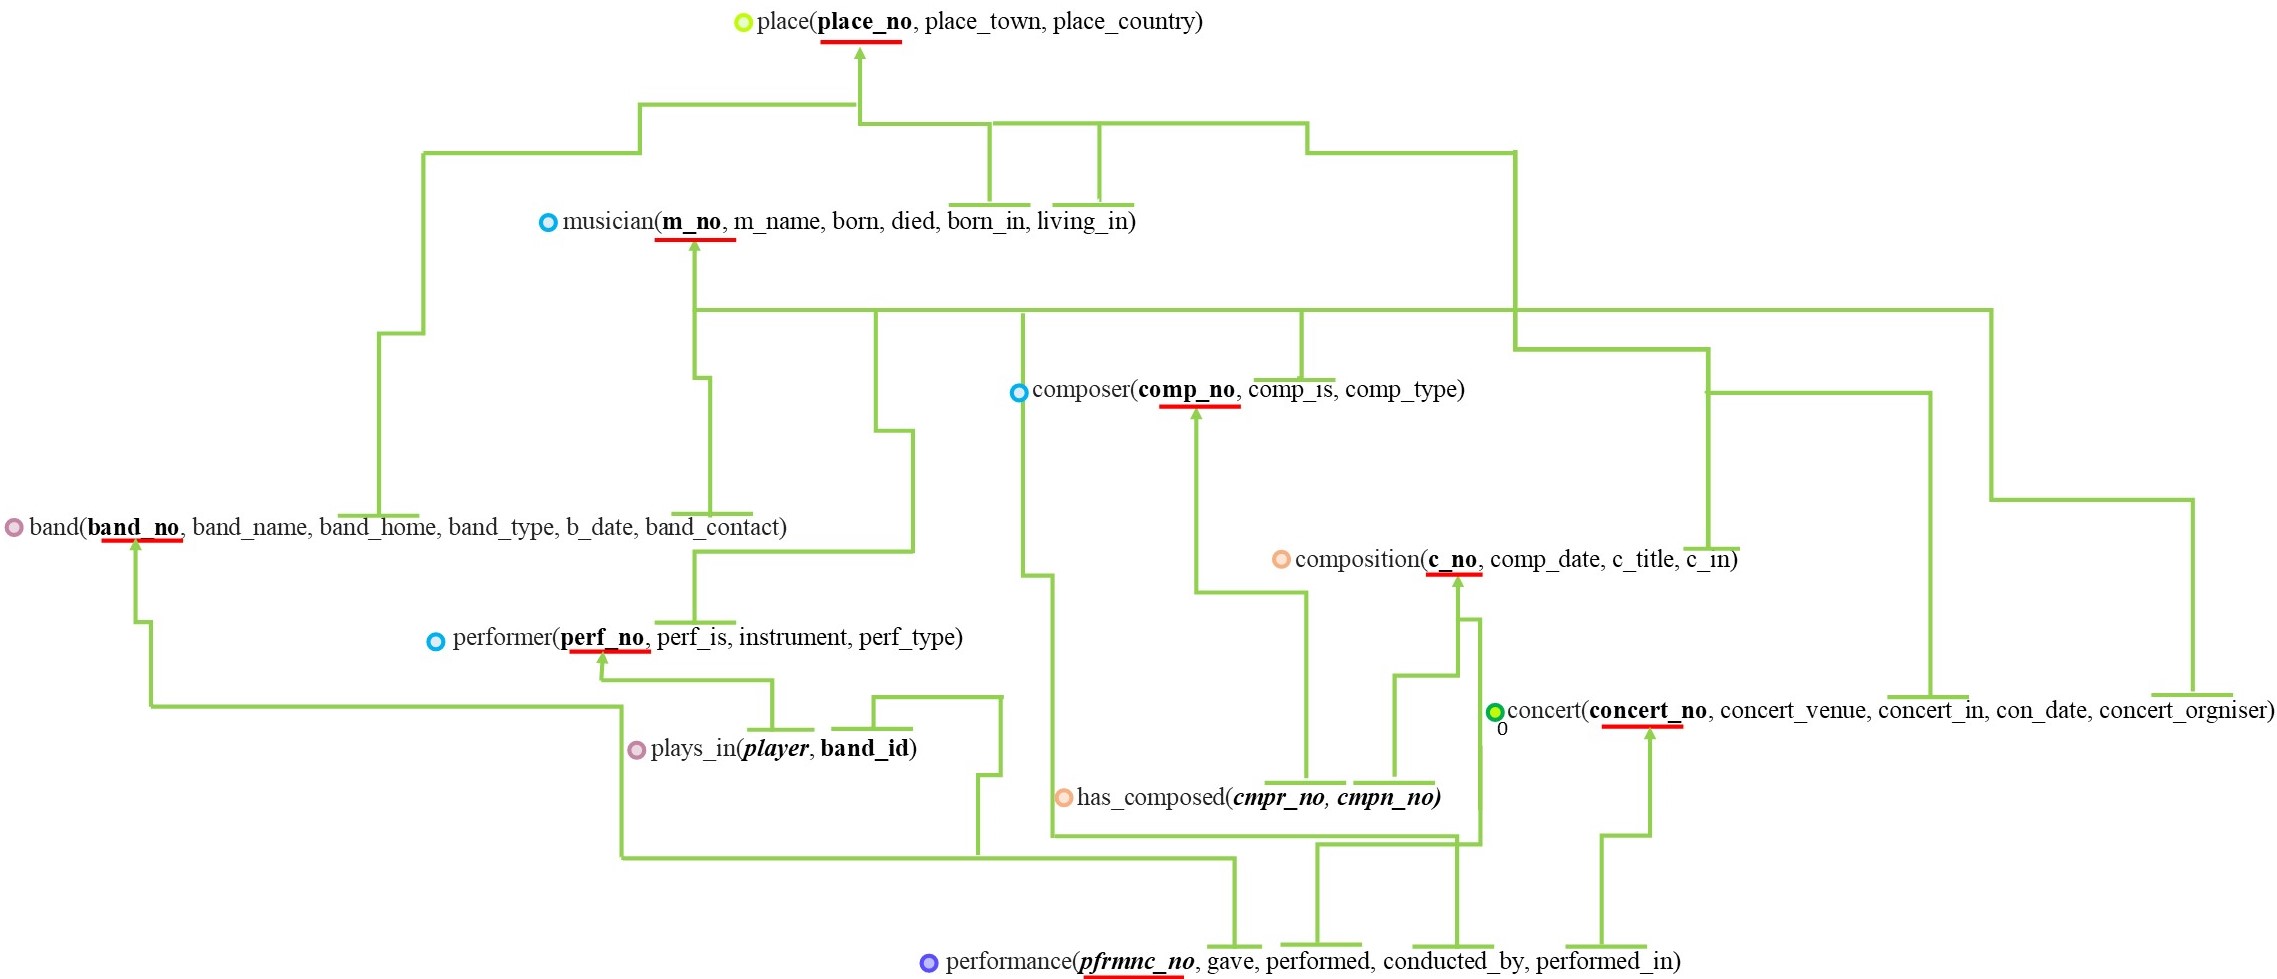 place(place_no, place_town, place_country)
musician(m_no, m_name, born, died, born_in, living_in)
composer(comp_no, comp_is, comp_type)
band(band_no, band_name, band_home, band_type, b_date, band_contact)
composition(c_no, comp_date, c_title, c_in)
performer(perf_no, perf_is, instrument, perf_type)
concert(concert_no, concert_venue, concert_in, con_date, concert_orgniser)
0
plays_in(player, band_id)
has_composed(cmpr_no, cmpn_no)
performance(pfrmnc_no, gave, performed, conducted_by, performed_in)